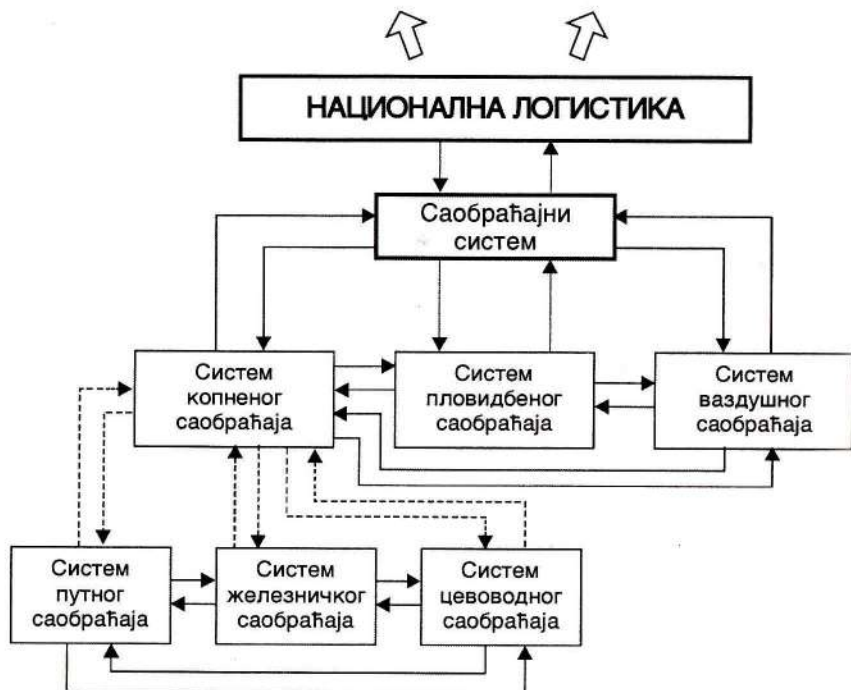 НАЦИОНАЛНА ЛОГИСТИКА
Саобраћајни
систем
Систем
копненог
саобраћаја
Систем
пловидбеног
саобраћаја
Систем
ваздушног
саобраћаја
Систем
путног
саобраћаја
Систем
железничког
саобраћаја
Систем
цевоводног
саобраћаја